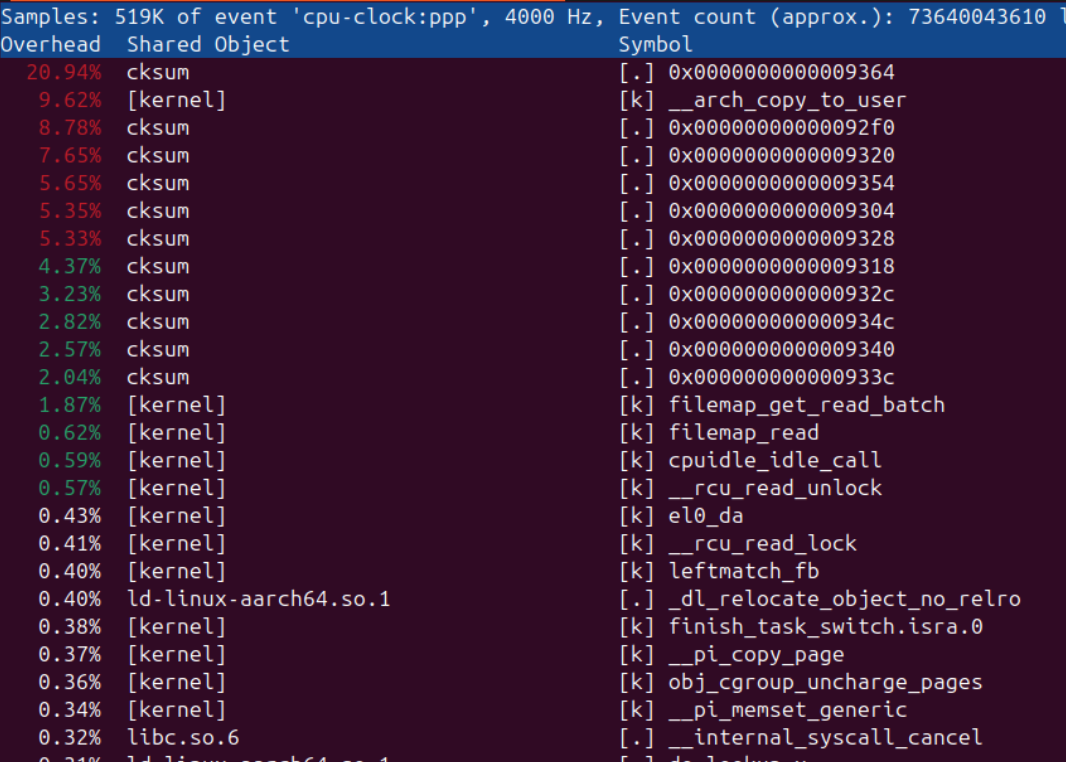 Samples: 519K of event 'cpu-clock:ppp', 4000 Hz, Event count (approx.): 73640043610 l
Overhead  Shared Object  Symbol
20.94%  cksum  [.] 0x0000000000009364
9.62%  [kernel]  [k] __arch_copy_to_user
8.78%  cksum  [.] 0x00000000000092f0
7.65%  cksum  [.] 0x0000000000009320
5.65%  cksum  [.] 0x0000000000009354
5.35%  cksum  [.] 0x0000000000009304
5.33%  cksum  [.] 0x0000000000009328
4.37%  cksum  [.] 0x0000000000009318
3.23%  cksum  [.] 0x000000000000932c
2.82%  cksum  [.] 0x000000000000934c
2.57%  cksum  [.] 0x0000000000009340
2.04%  cksum  [.] 0x000000000000933c
1.87%  [kernel]  [k] filemap_get_read_batch
0.62%  [kernel]  [k] filemap_read
0.59%  [kernel]  [k] cpuidle_idle_call
0.57%  [kernel]  [k] __rcu_read_unlock
0.43%  [kernel]  [k] el0_da
0.41%  [kernel]  [k] __rcu_read_lock
0.40%  [kernel]  [k] leftmatch_fb
0.40%  ld-linux-aarch64.so.1  [.] _dl_relocate_object_no_relro
0.38%  [kernel]  [k] finish_task_switch.isra.0
0.37%  [kernel]  [k] __pi_copy_page
0.36%  [kernel]  [k] obj_cgroup_uncharge_pages
0.34%  [kernel]  [k] __pi_memset_generic
0.32%  libc.so.6  [.] __internal_syscall_cancel